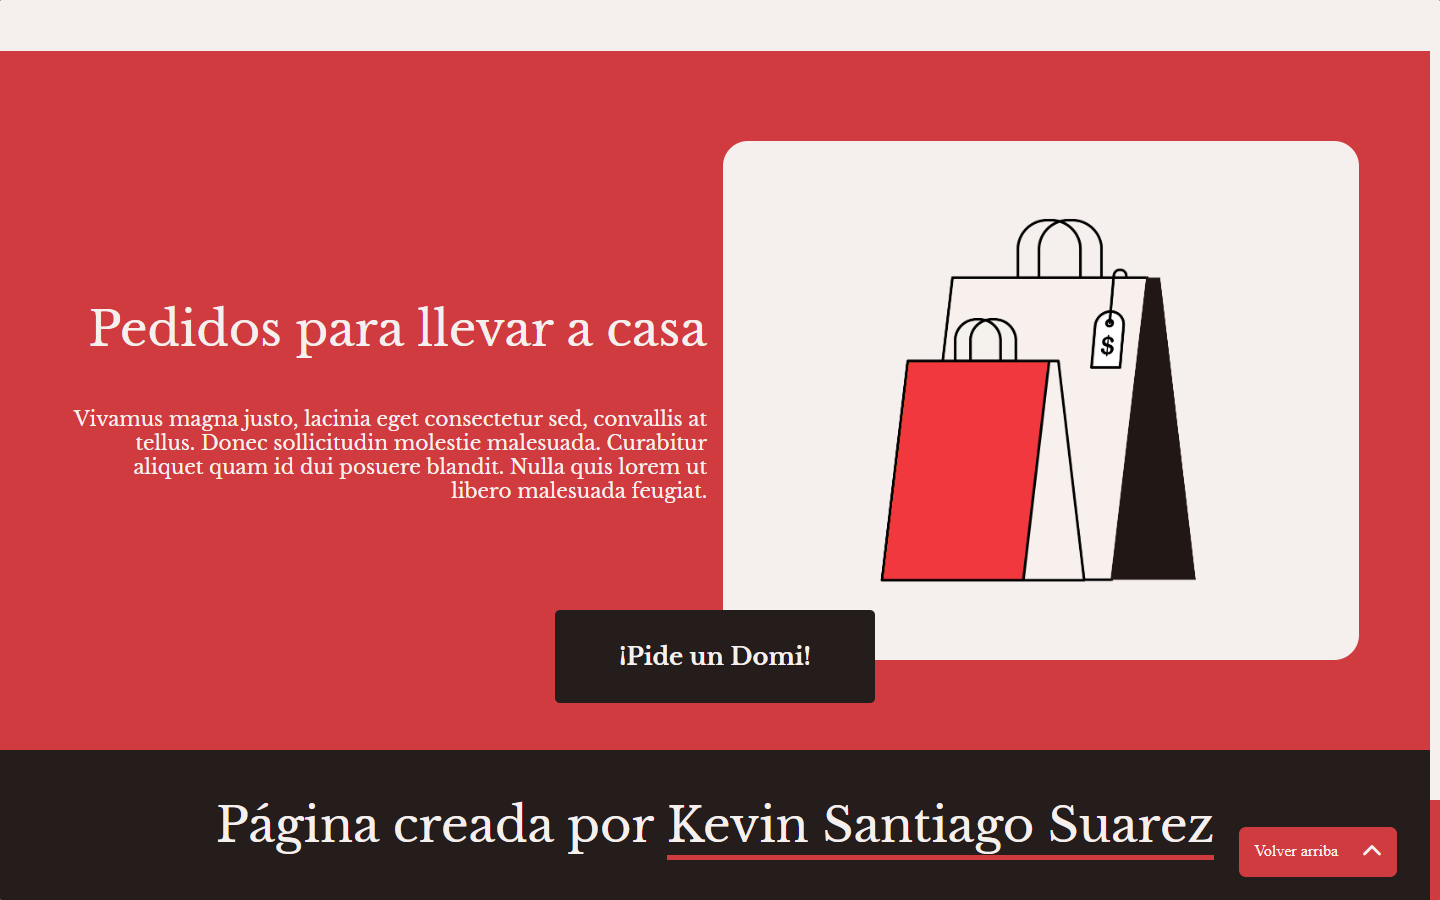 Pedidos para llevar a casa
Vivamus magna justo, lacinia eget consectetur sed, convallis at
tellus. Donec sollicitudin molestie malesuada. Curabitur
aliquet quam id dui posuere blandit. Nulla quis lorem ut
libero malesuada feugiat.
$
¡Pide un Domi!
Página creada por Kevin Santiago Suarez
Volver arriba